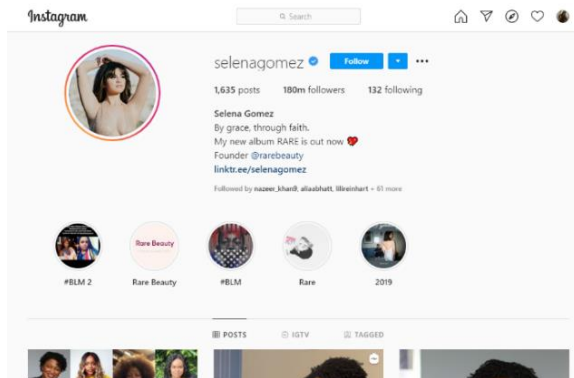 Instagram
Search
selenagomez
Follow
1,635 posts 180m followers 132 following
Selena Gomez
By grace, through faith.
My new album RARE is out now
Founder @rarebeauty
linktr.ee/selenagomez
Followed by nazeer_khan9, aliaabhatt, lilireinhart + 61 more
Rare Beauty
#BLM 2 Rare Beauty #BLM Rare 2019
POSTS IGTV TAGGED